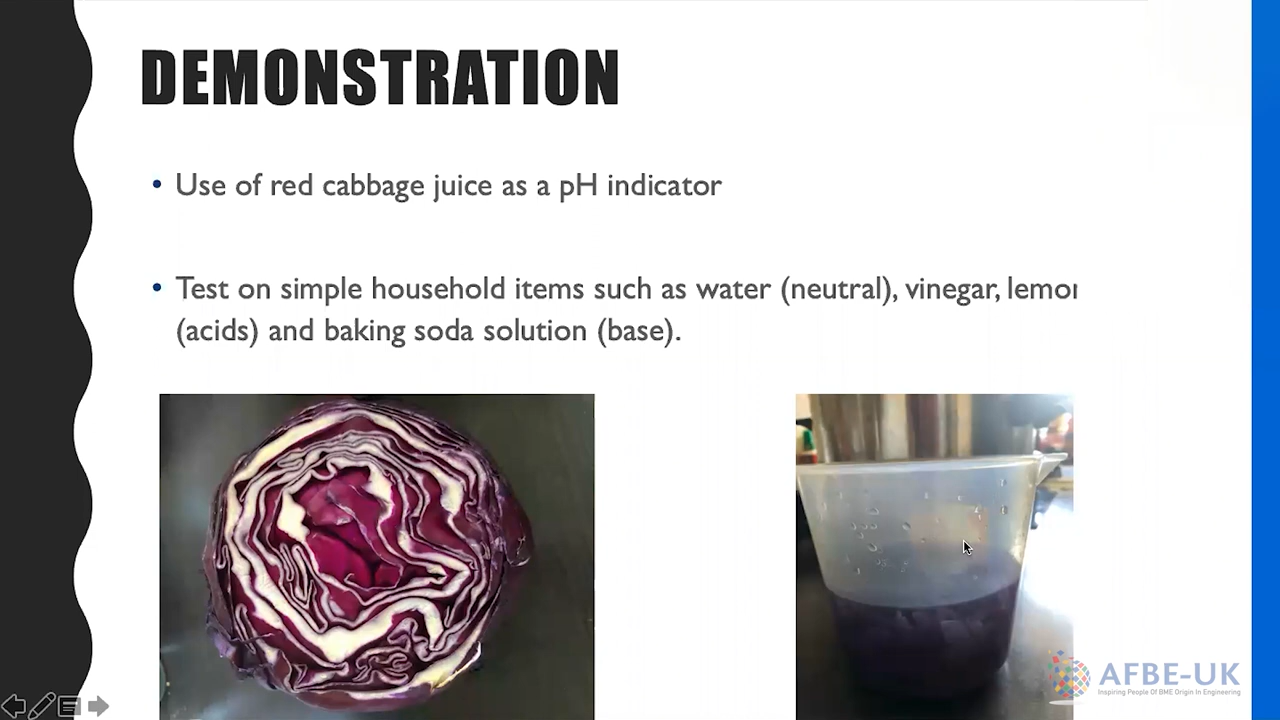 DEMONSTRATION
• Use of red cabbage juice as a pH indicator
• Test on simple household items such as water (neutral), vinegar,
(acids) and baking soda solution (base).
AFBE-UK
Inspiring People Of BME Origin In Engineering